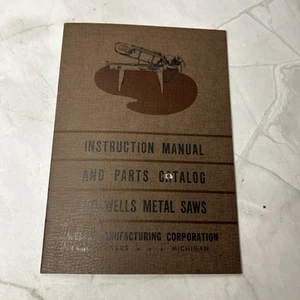 INSTRUCTION MANUAL
AND PARTS CATALOG
WELLS METAL SAWS
MANUFACTURING CORPORATION
MICHIGAN